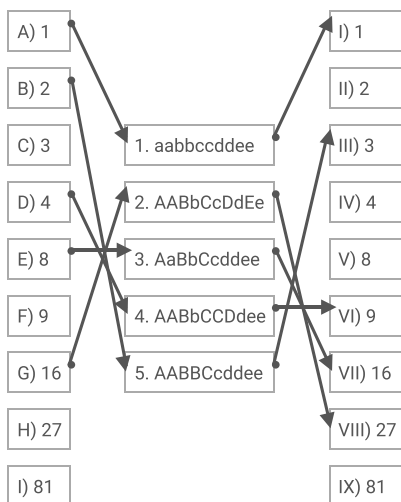 A) 1
B) 2
C) 3
D) 4
E) 8
F) 9
G) 16
H) 27
I) 81
1. aabbccddee
2. AABbCcDdEe
3. AaBbCcddee
4. AABbCCDdee
5. AABBCcddee
I) 1
II) 2
III) 3
IV) 4
V) 8
VI) 9
VII) 16
VIII) 27
IX) 81